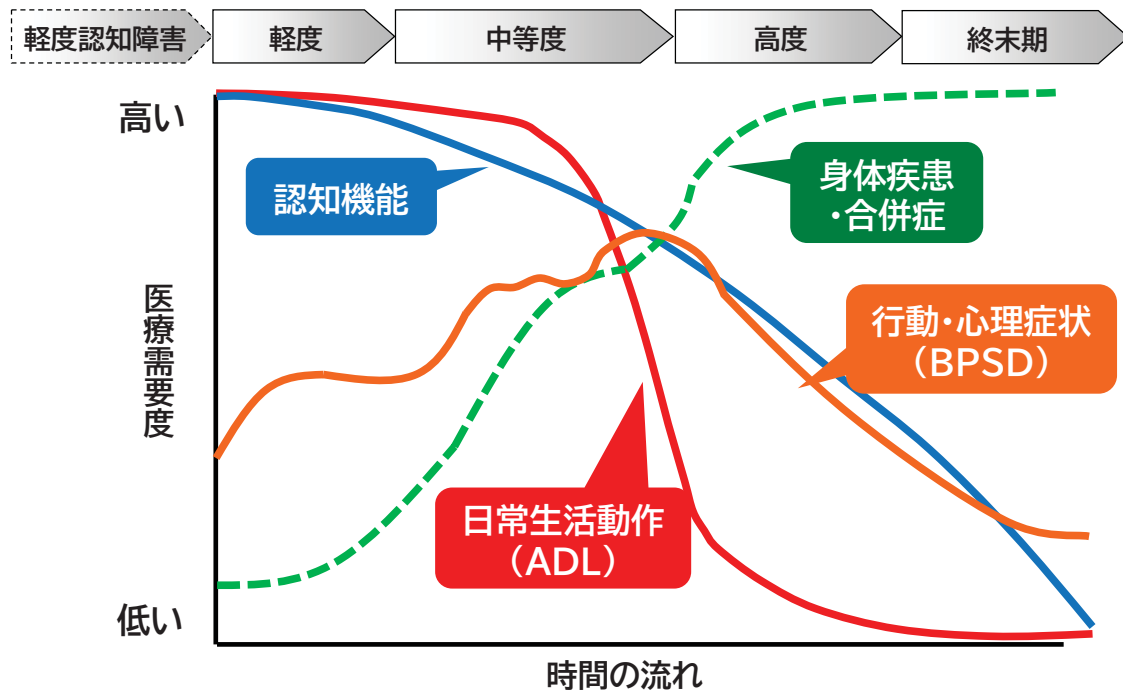 軽度認知障害
軽度
中等度
高度
終末期
高い
認知機能
身体疾患
・合併症
医療需要度
行動・心理症状
（BPSD）
日常生活動作
（ADL）
低い
時間の流れ